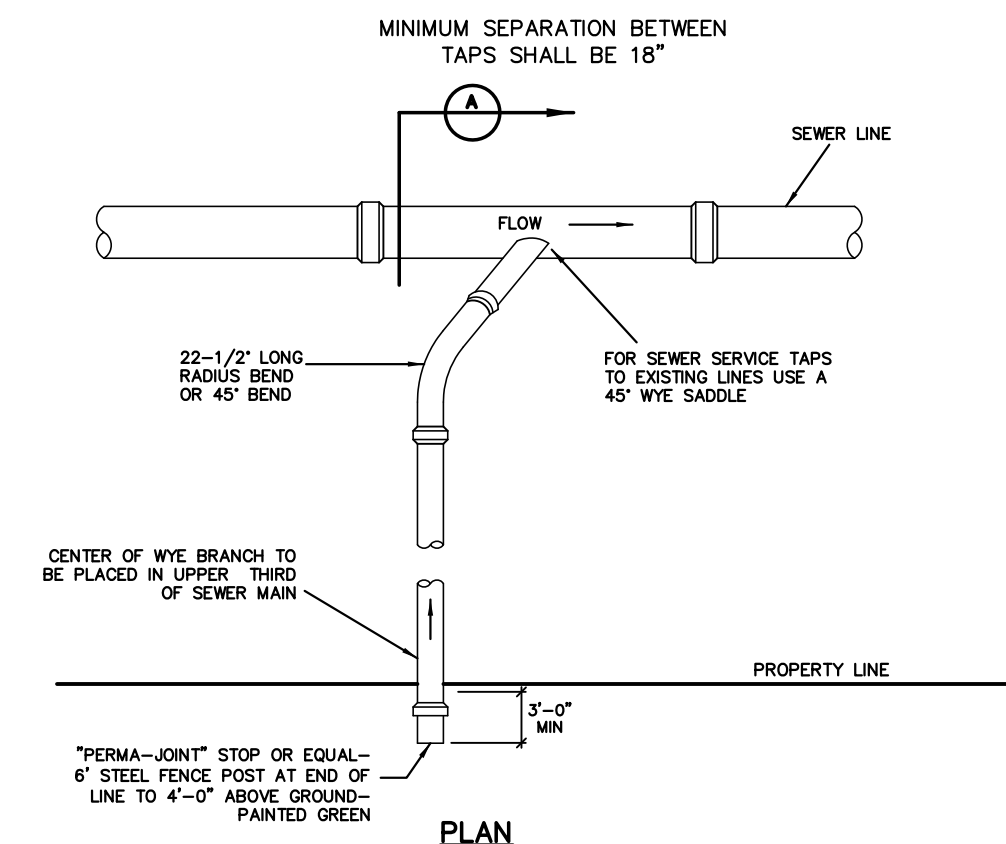 MINIMUM SEPARATION BETWEEN
TAPS SHALL BE 18"
A
SEWER LINE
FLOW
22-1/2° LONG
RADIUS BEND
OR 45° BEND
FOR SEWER SERVICE TAPS
TO EXISTING LINES USE A
45° WYE SADDLE
CENTER OF WYE BRANCH TO
BE PLACED IN UPPER THIRD
OF SEWER MAIN
PROPERTY LINE
3'-0"
MIN
"PERMA-JOINT" STOP OR EQUAL-
6' STEEL FENCE POST AT END OF
LINE TO 4'-0" ABOVE GROUND-
PAINTED GREEN
PLAN